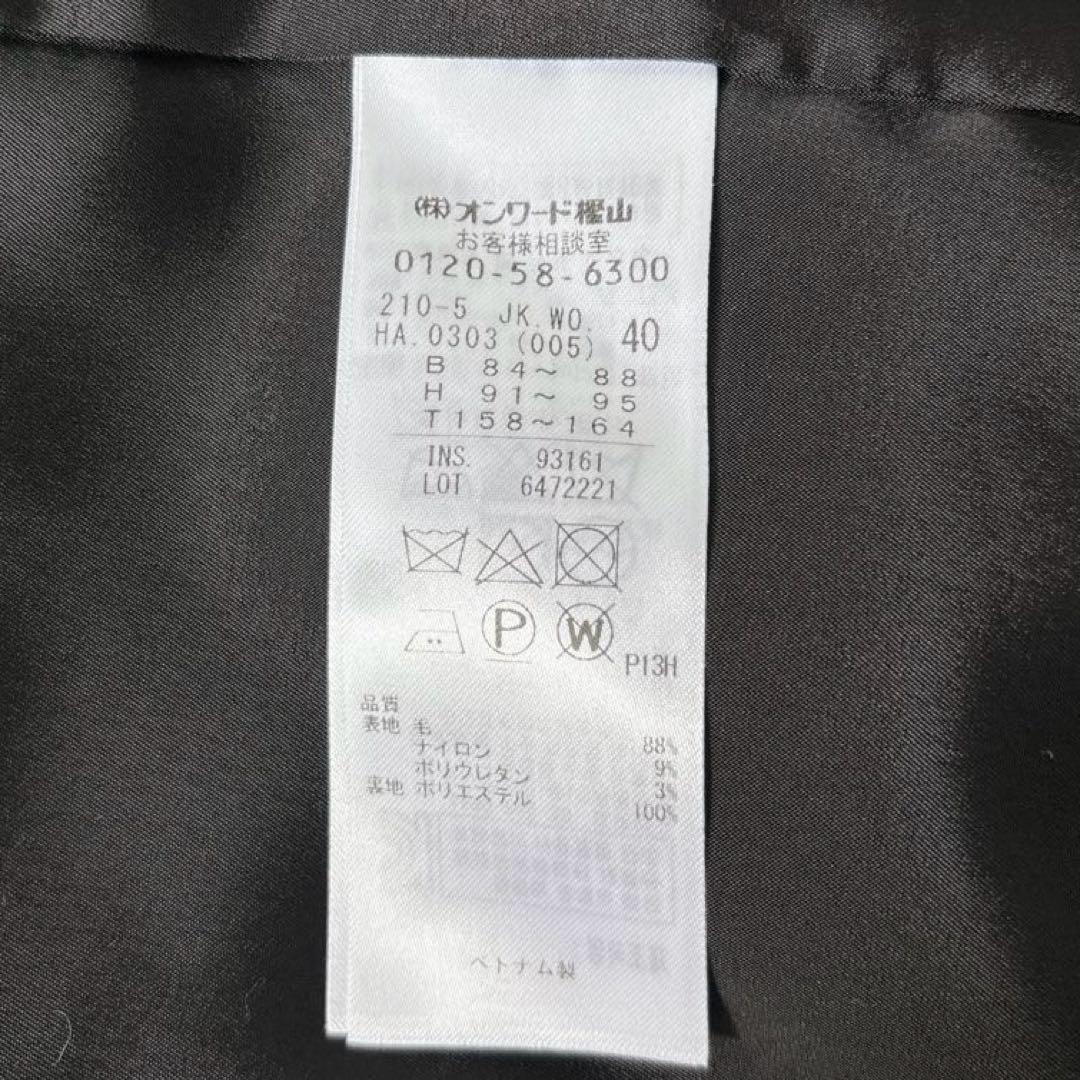 (株)オンワード樫山
お客様相談室
0120-58-6300
210-5 JK.WO.
HA.0303 (005) 40
B 84～ 88
H 91～ 95
T158～164
INS. 93161
LOT 6472221
P W
P13H
品質
表地 毛 88%
ナイロン 9%
ポリウレタン 3%
裏地 ポリエステル 100%
ベトナム製